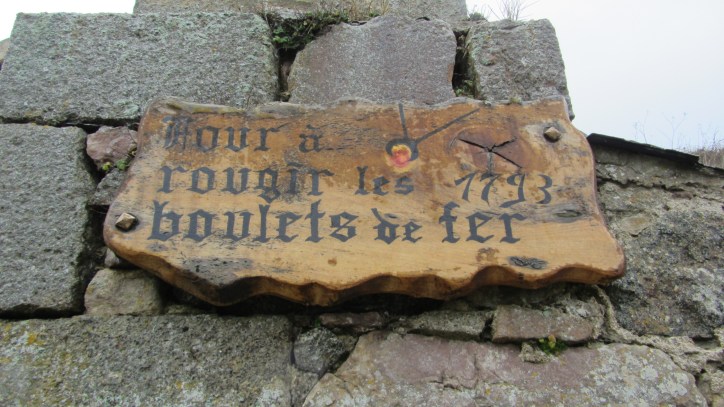 Four à
rougir les 1793
boulets de fer